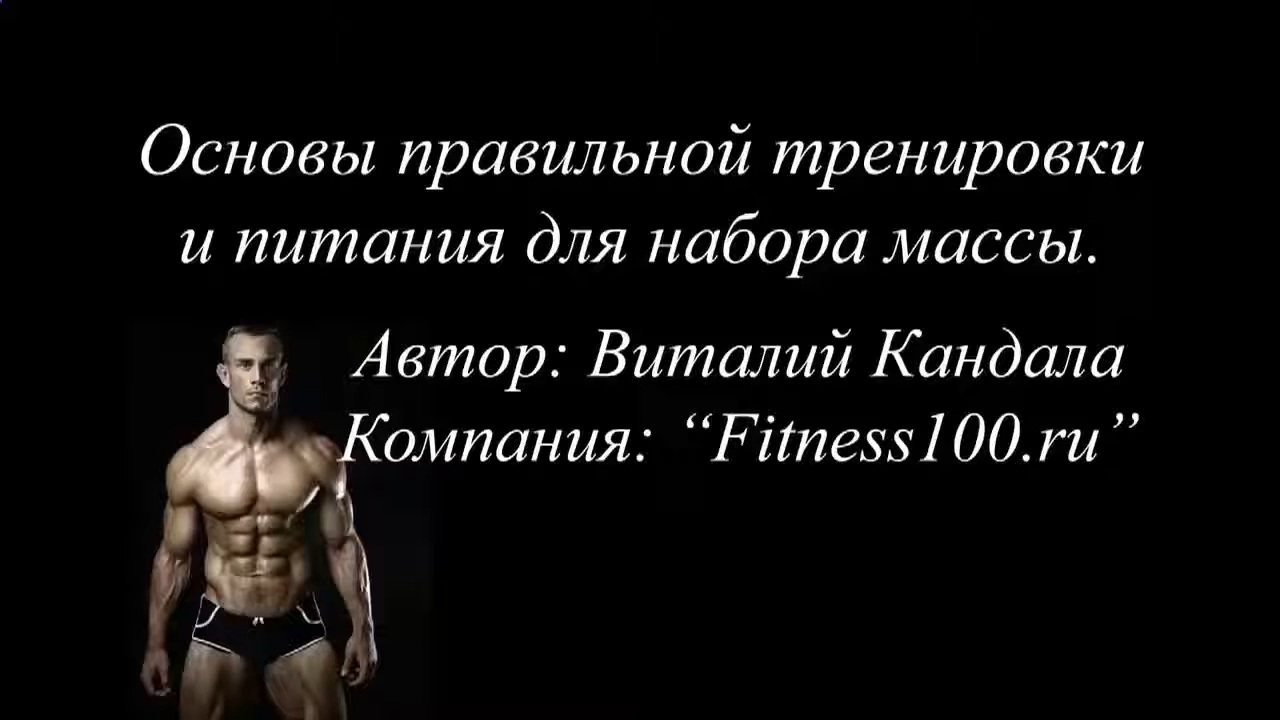 Основы правильной тренировки
и питания для набора массы.
Автор: Виталий Кандала
Компания: “Fitness100.ru”